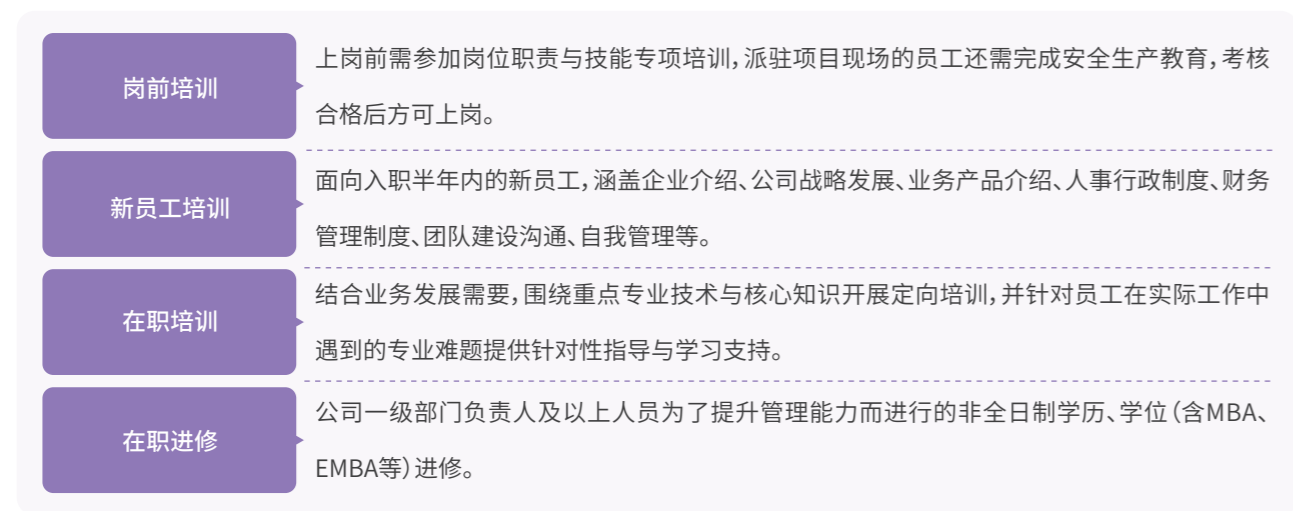 岗前培训
上岗前需参加岗位职责与技能专项培训，派驻项目现场的员工还需完成安全生产教育，考核
合格后方可上岗。
新员工培训
面向入职半年内的新员工，涵盖企业介绍、公司战略发展、业务产品介绍、人事行政制度、财务
管理制度、团队建设沟通、自我管理等。
在职培训
结合业务发展需要，围绕重点专业技术与核心知识开展定向培训，并针对员工在实际工作中
遇到的专业难题提供针对性指导与学习支持。
在职进修
公司一级部门负责人及以上人员为了提升管理能力而进行的非全日制学历、学位（含MBA、
EMBA等）进修。